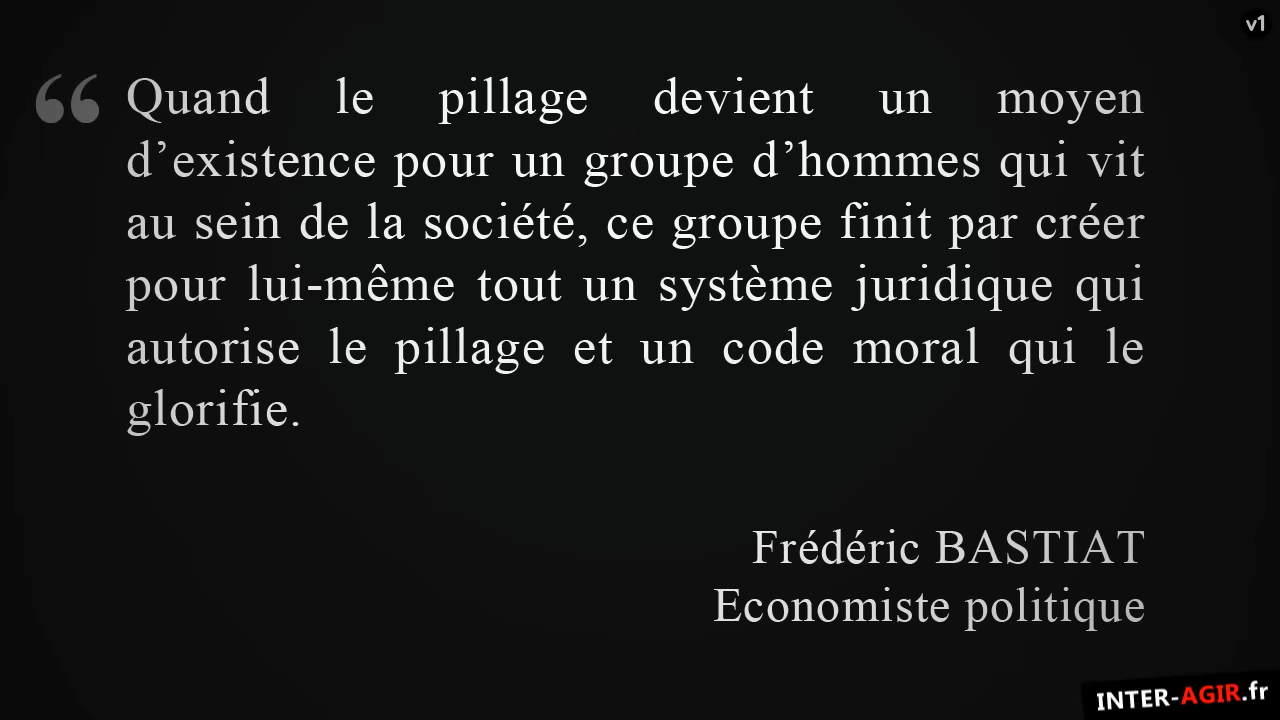 v1
“Quand le pillage devient un moyen
d’existence pour un groupe d’hommes qui vit
au sein de la société, ce groupe finit par créer
pour lui-même tout un système juridique qui
autorise le pillage et un code moral qui le
glorifie.
Frédéric BASTIAT
Economiste politique
INTER-AGIR.fr